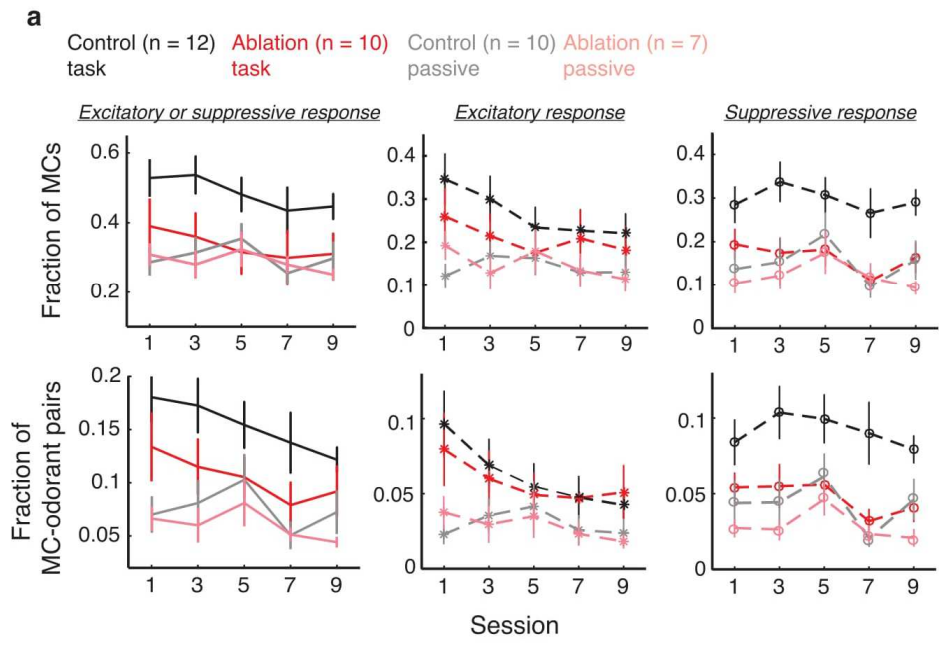 a
Control (n = 12) Ablation (n = 10) Control (n = 10) Ablation (n = 7)
task task passive passive
Excitatory or suppressive response Excitatory response Suppressive response
Fraction of MCs
0.6
0.4
0.2
1 3 5 7 9
0.4
0.3
0.2
0.1
0
1 3 5 7 9
0.4
0.3
0.2
0.1
0
1 3 5 7 9
Fraction of
MC-odorant pairs
0.2
0.15
0.1
0.05
1 3 5 7 9
0.1
0.05
0
1 3 5 7 9
0.1
0.05
0
1 3 5 7 9
Session